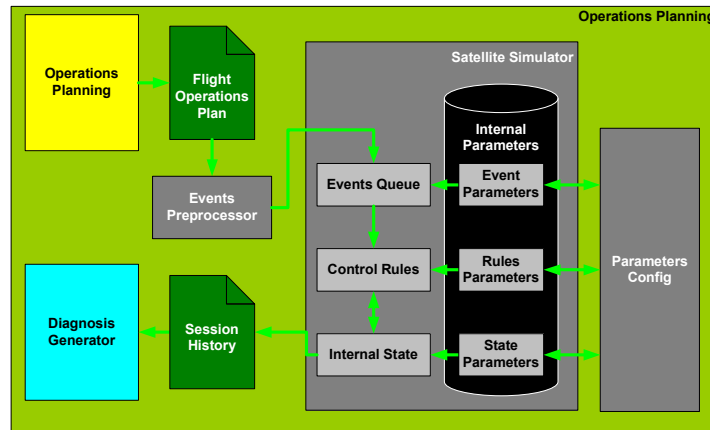 Operations Planning
Satellite Simulator
Operations
Planning
Flight
Operations
Plan
Internal
Parameters
Events
Preprocessor
Events Queue
Event
Parameters
Control Rules
Rules
Parameters
Parameters
Config
Diagnosis
Generator
Session
History
Internal State
State
Parameters